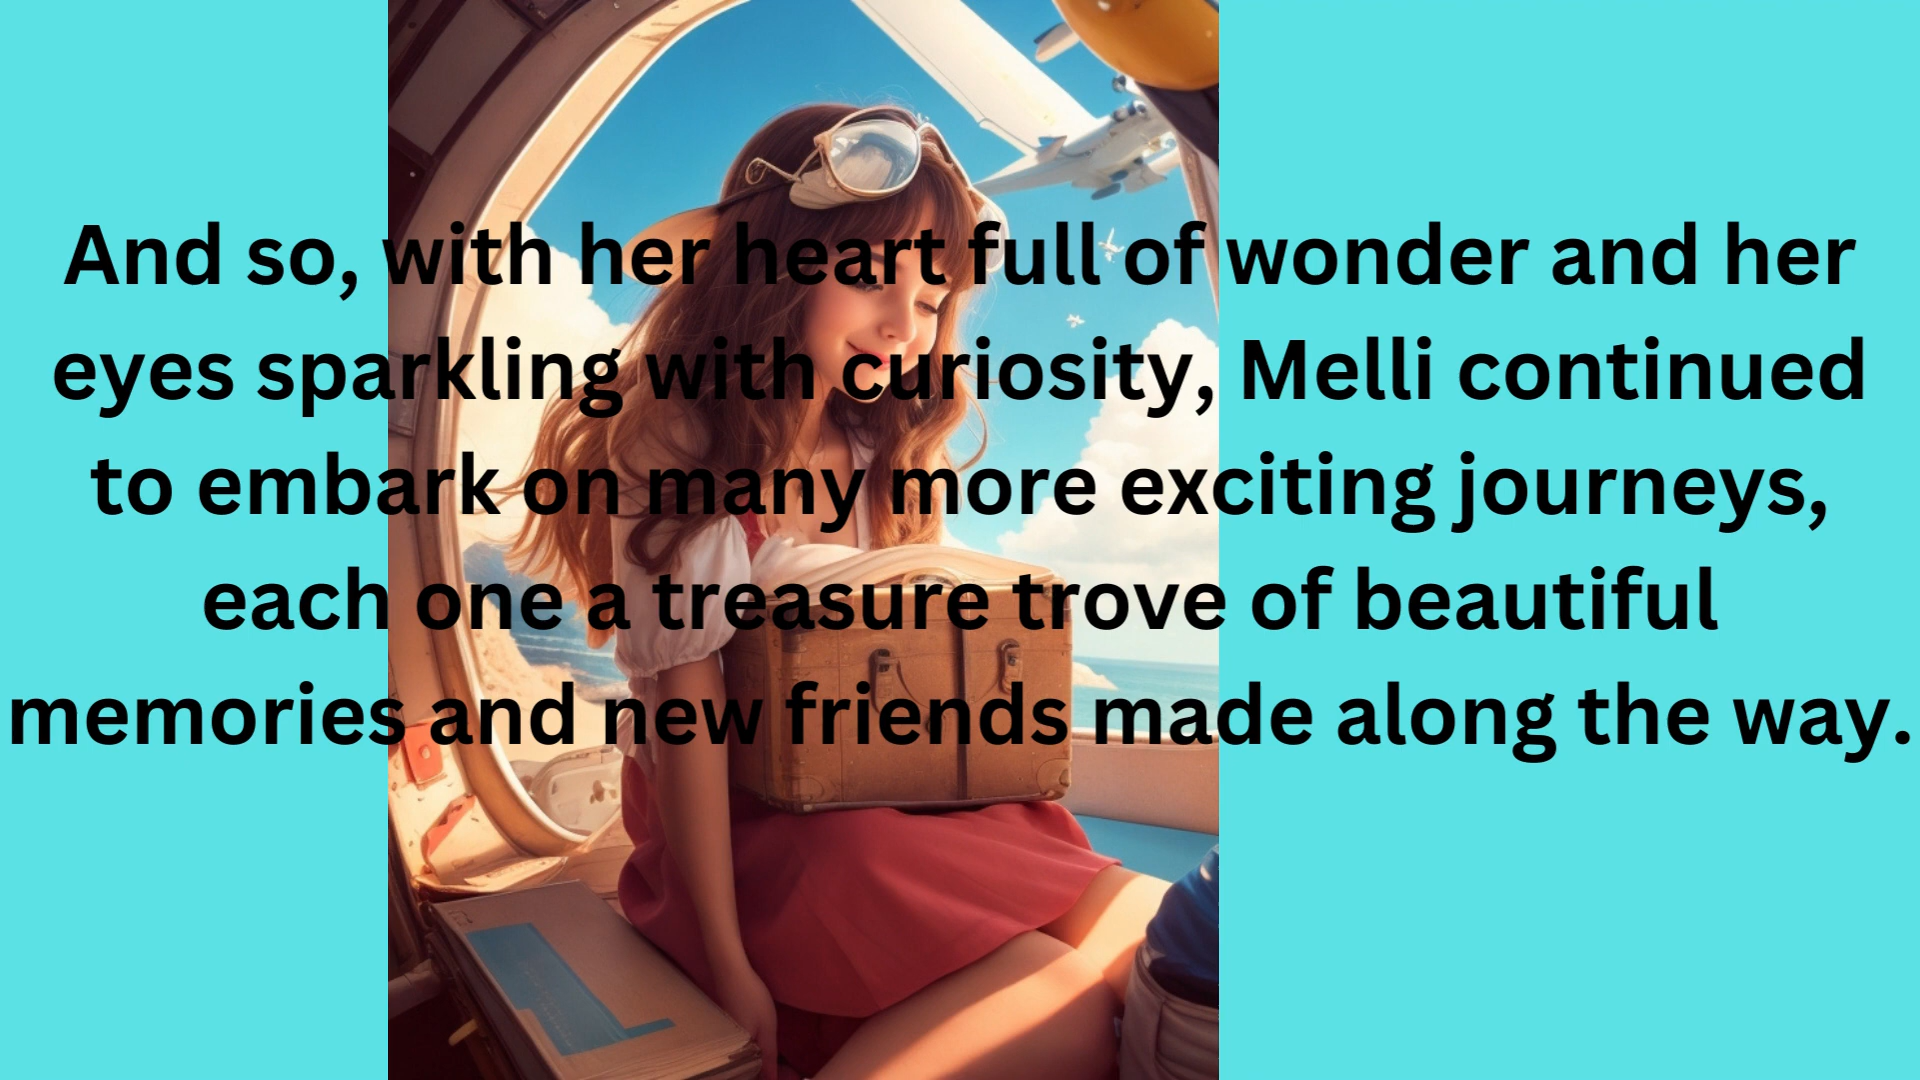 And so, with her heart full of wonder and her
eyes sparkling with curiosity, Melli continued
to embark on many more exciting journeys,
each one a treasure trove of beautiful
memories and new friends made along the way.